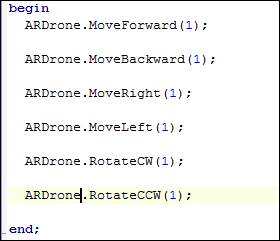 begin
ARDrone.MoveForward(1);
ARDrone.MoveBackward(1);
ARDrone.MoveRight(1);
ARDrone.MoveLeft(1);
ARDrone.RotateCW(1);
ARDrone.RotateCCW(1);
end;